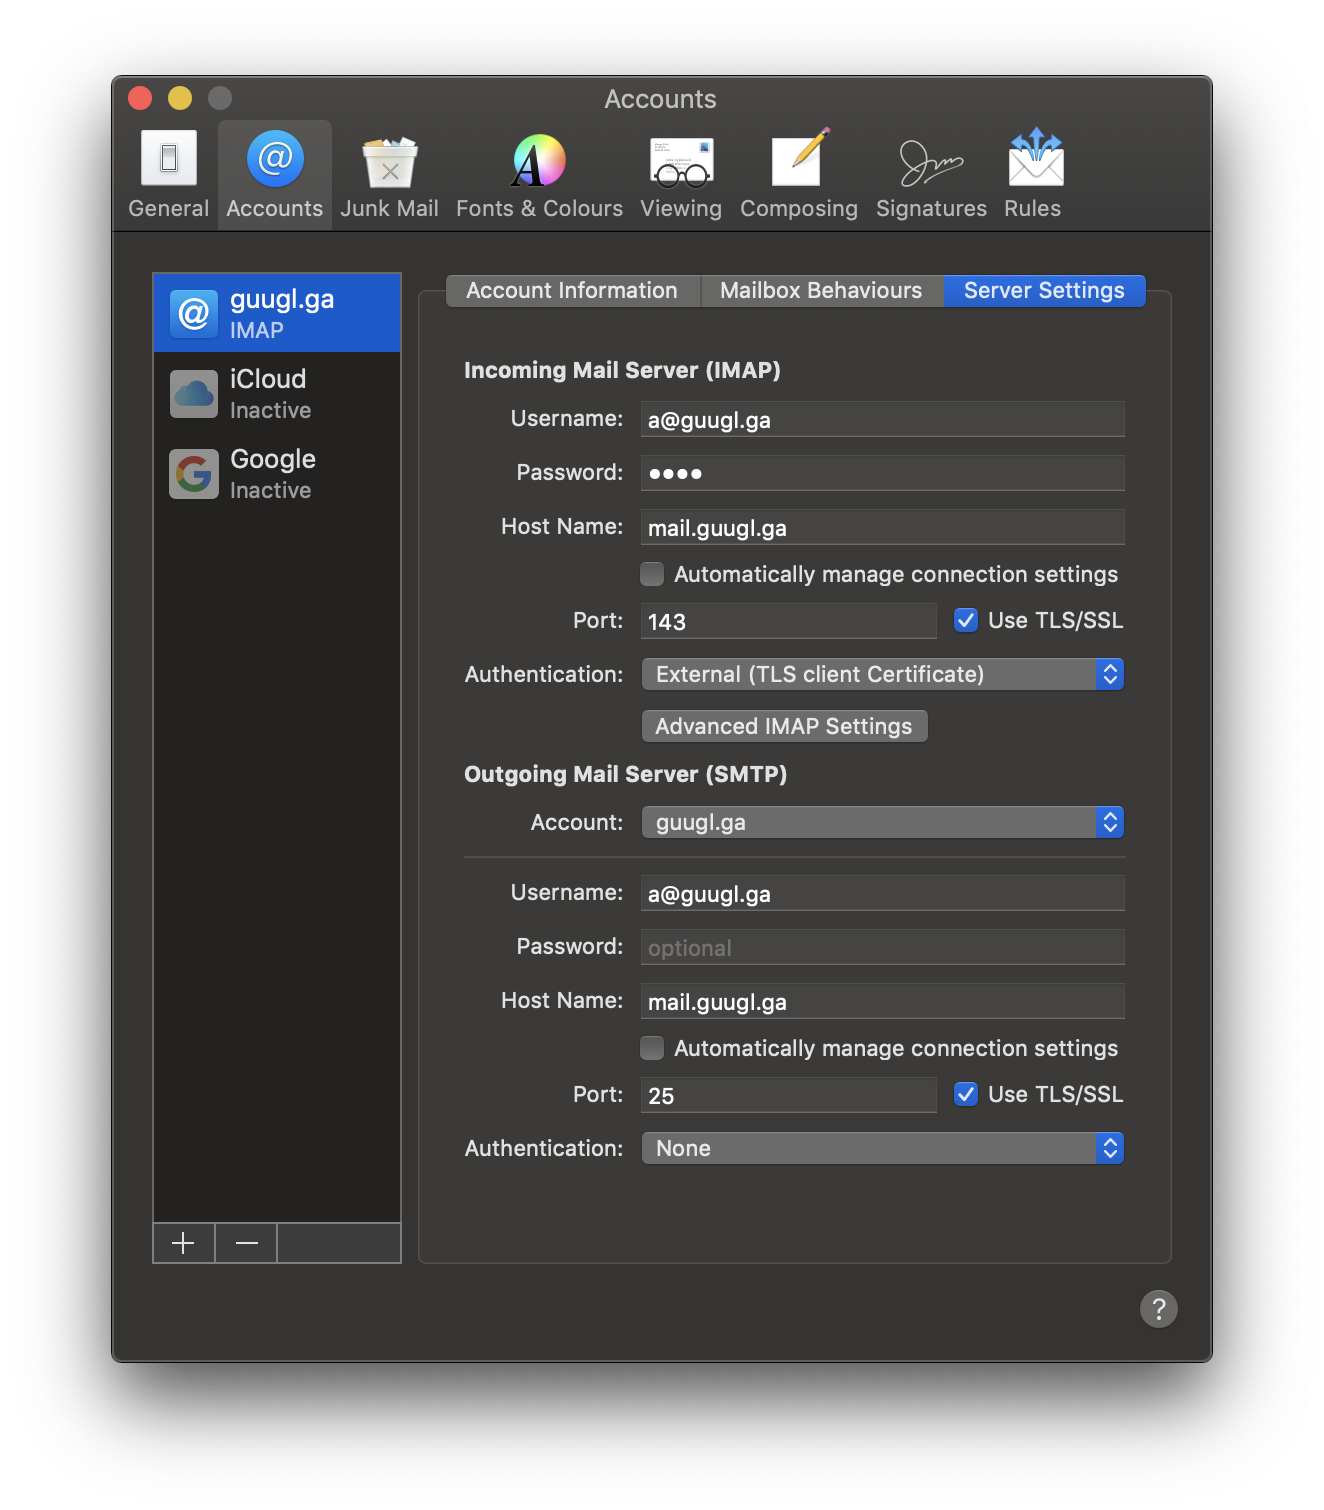 Accounts
General Accounts Junk Mail Fonts & Colours Viewing Composing Signatures Rules
guugl.ga
IMAP
iCloud
Inactive
Google
Inactive
Account Information Mailbox Behaviours Server Settings
Incoming Mail Server (IMAP)
Username: a@guugl.ga
Password: ••••
Host Name: mail.guugl.ga
Automatically manage connection settings
Port: 143 Use TLS/SSL
Authentication: External (TLS client Certificate)
Advanced IMAP Settings
Outgoing Mail Server (SMTP)
Account: guugl.ga
Username: a@guugl.ga
Password: optional
Host Name: mail.guugl.ga
Automatically manage connection settings
Port: 25 Use TLS/SSL
Authentication: None
?